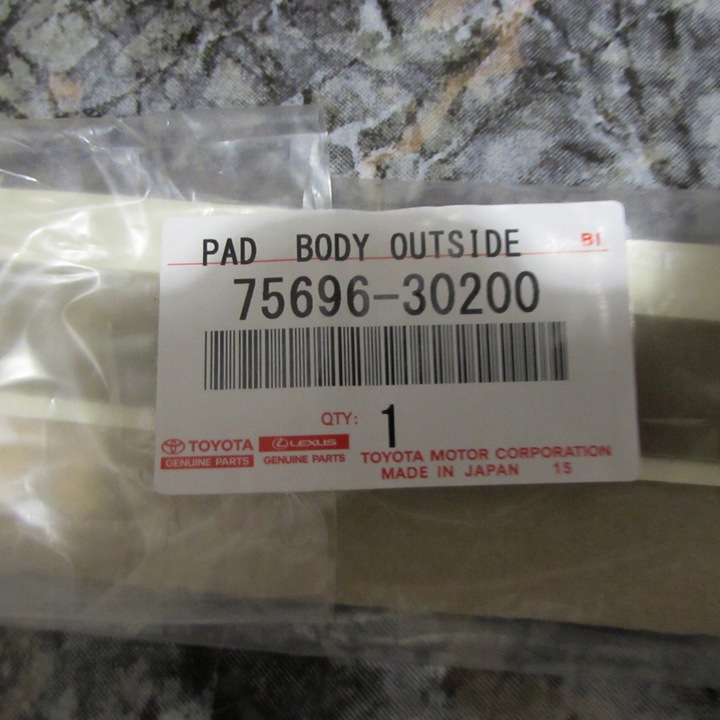 PAD BODY OUTSIDE B1
75696-30200
QTY: 1
TOYOTA LEXUS
GENUINE PARTS GENUINE PARTS
TOYOTA MOTOR CORPORATION
MADE IN JAPAN 15